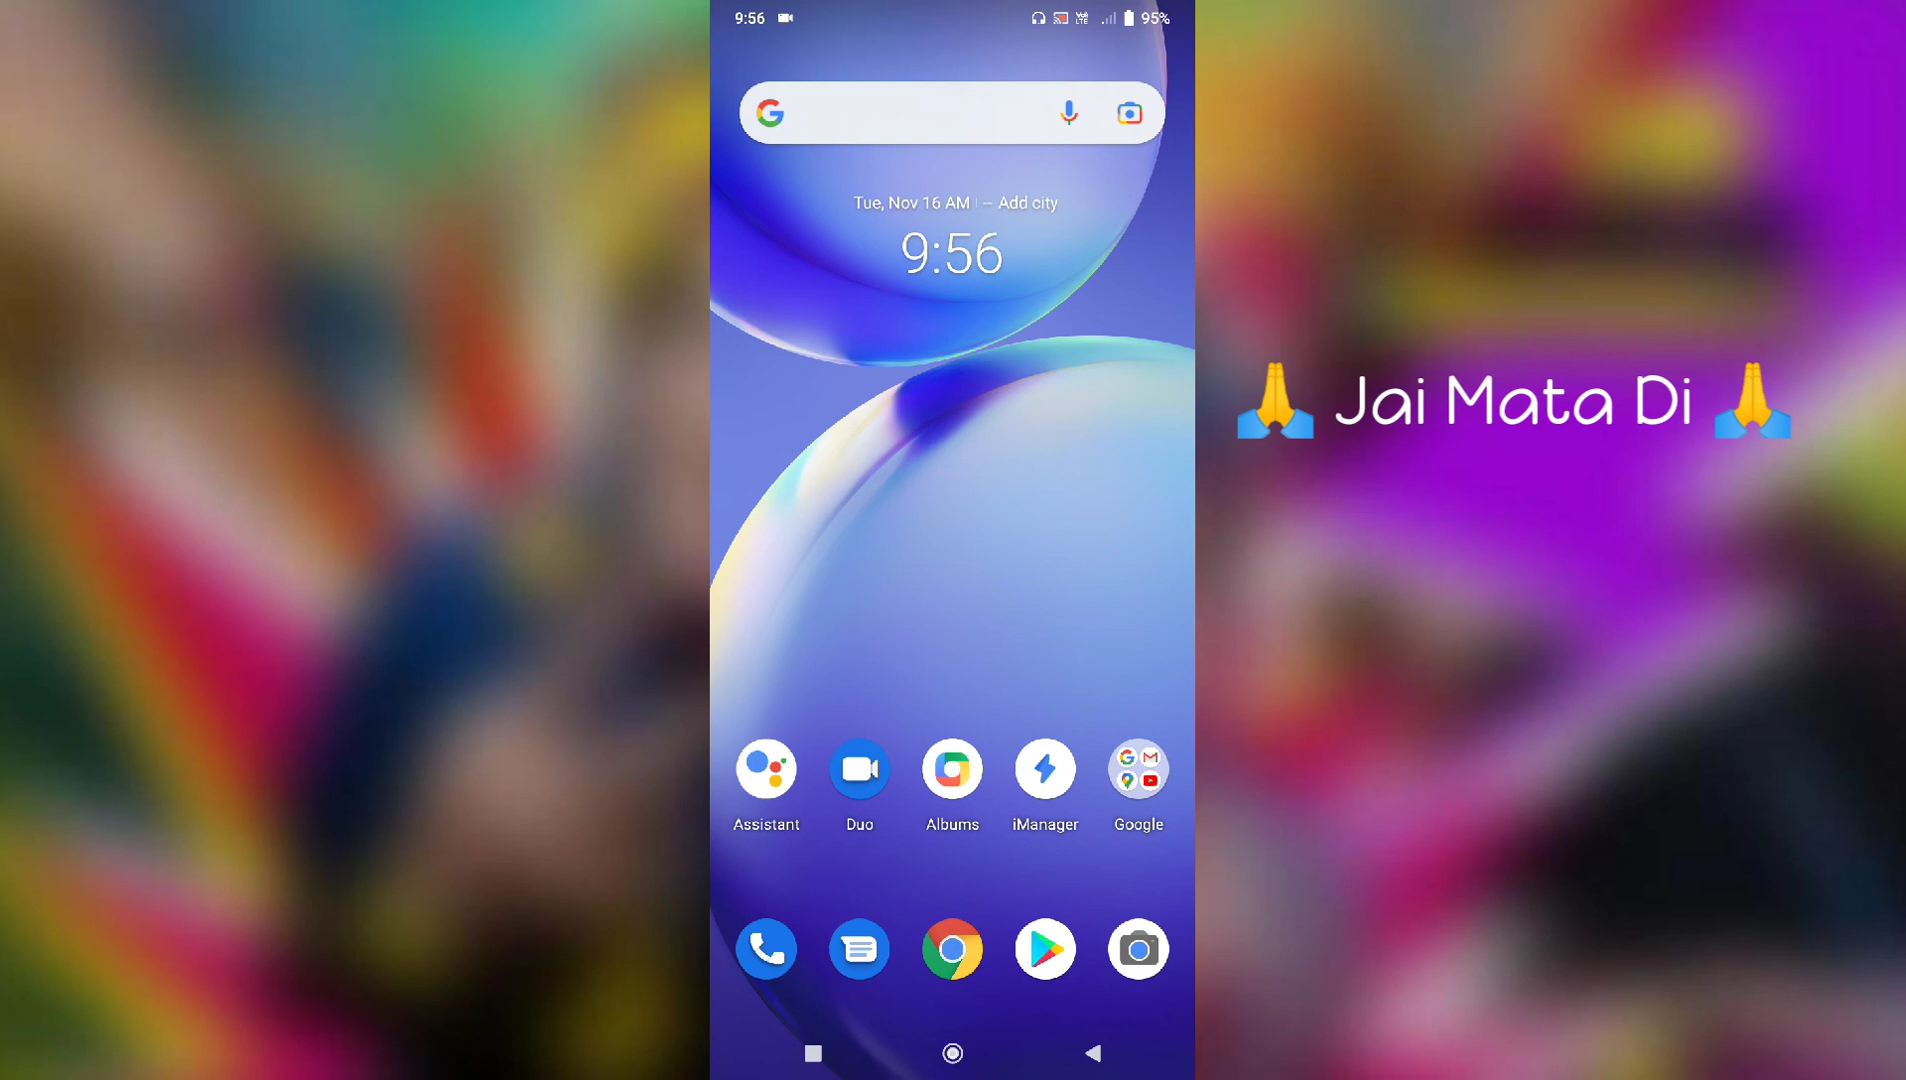 9:56 VoLTE 95%
Tue, Nov 16 AM | -- Add city
9:56
🙏 Jai Mata Di 🙏
Assistant Duo Albums iManager Google